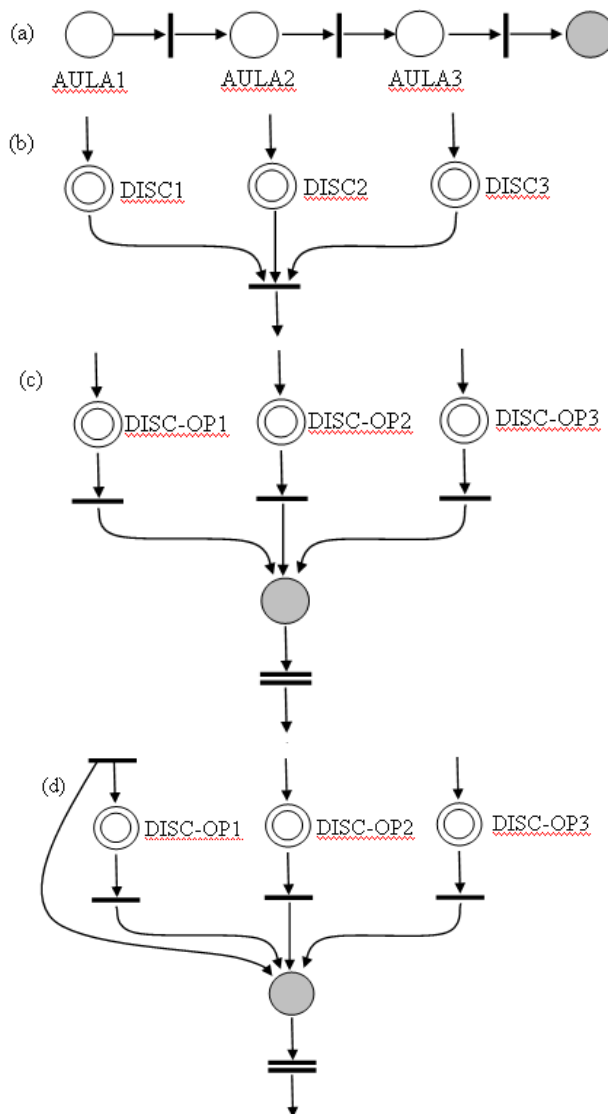 (a)
AULA1 AULA2 AULA3
(b)
DISC1 DISC2 DISC3
(c)
DISC-OP1 DISC-OP2 DISC-OP3
(d)
DISC-OP1 DISC-OP2 DISC-OP3